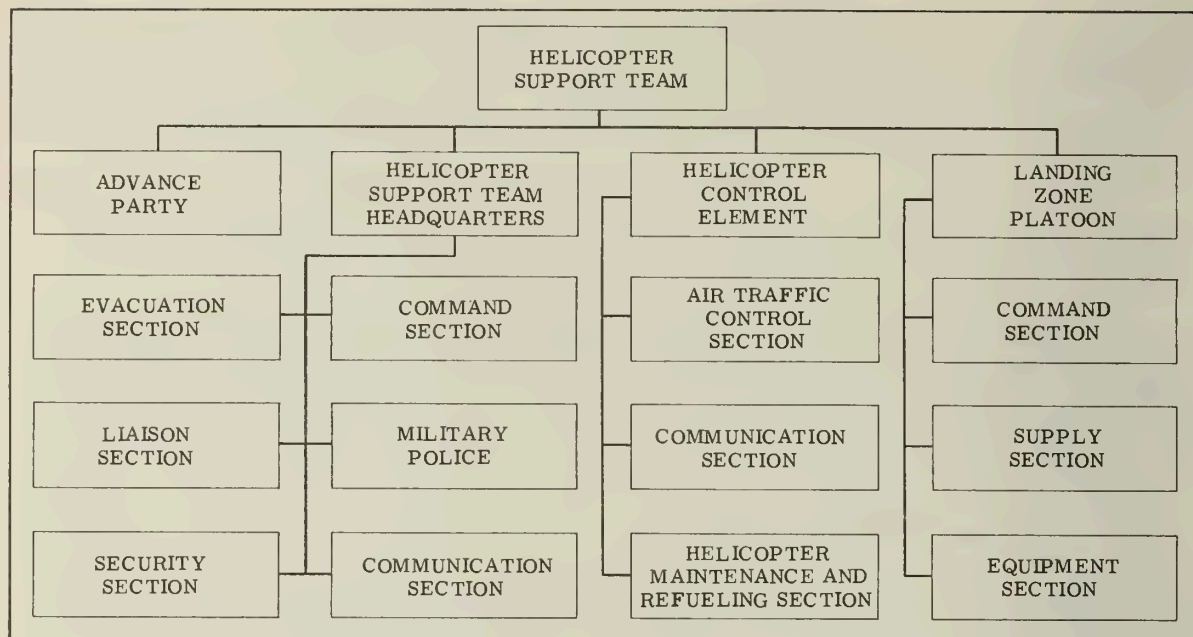 HELICOPTER
SUPPORT TEAM
ADVANCE
PARTY
HELICOPTER
SUPPORT TEAM
HEADQUARTERS
HELICOPTER
CONTROL
ELEMENT
LANDING
ZONE
PLATOON
EVACUATION
SECTION
COMMAND
SECTION
AIR TRAFFIC
CONTROL
SECTION
COMMAND
SECTION
LIAISON
SECTION
MILITARY
POLICE
COMMUNICATION
SECTION
SUPPLY
SECTION
SECURITY
SECTION
COMMUNICATION
SECTION
HELICOPTER
MAINTENANCE AND
REFUELING SECTION
EQUIPMENT
SECTION